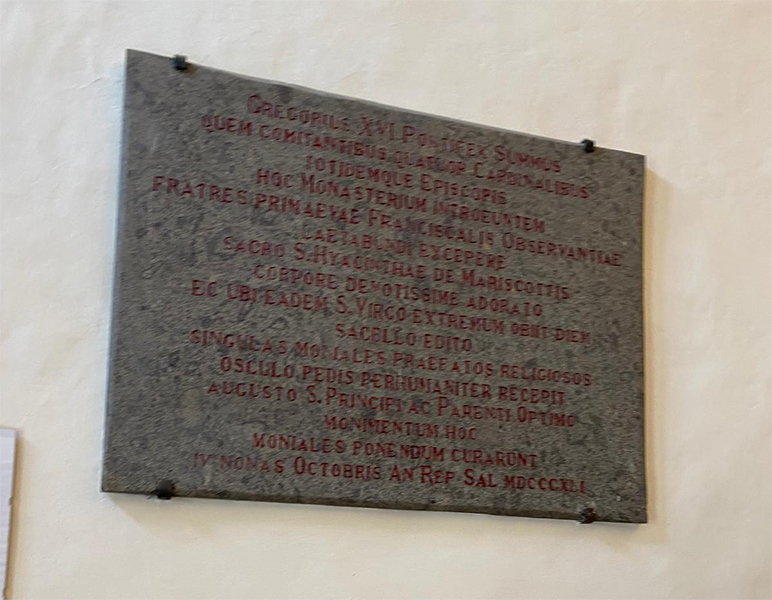 GREGORIUS XVI PONTIFEX SUMMUS
QUEM COMITANTIBUS QUATUOR CARDINALIBUS
TOTIDEMQUE EPISCOPIS
HOC MONASTERIUM INTROEUNTEM
FRATRES PRIMAEVAE FRANCISCALIS OBSERVANTIAE
LAETABUNDI EXCEPERE
SACRO S. HYACINTHAE DE MARISCOTTIS
CORPORE DEVOTISSIME ADORATO
EC UBI EADEM S. VIRGO EXTREMUM OBIIT DIEM
SACELLO EDITO
SINGULAS MONIALES PRAEFATOS RELIGIOSOS
OSCULO PEDIS PERHUMANITER RECEPIT
AUGUSTO S. PRINCIPI AC PARENTI OPTIMO
MONIMENTUM HOC
MONIALES PONENDUM CURARUNT
IV NONAS OCTOBRIS AN REP SAL MDCCCXLI